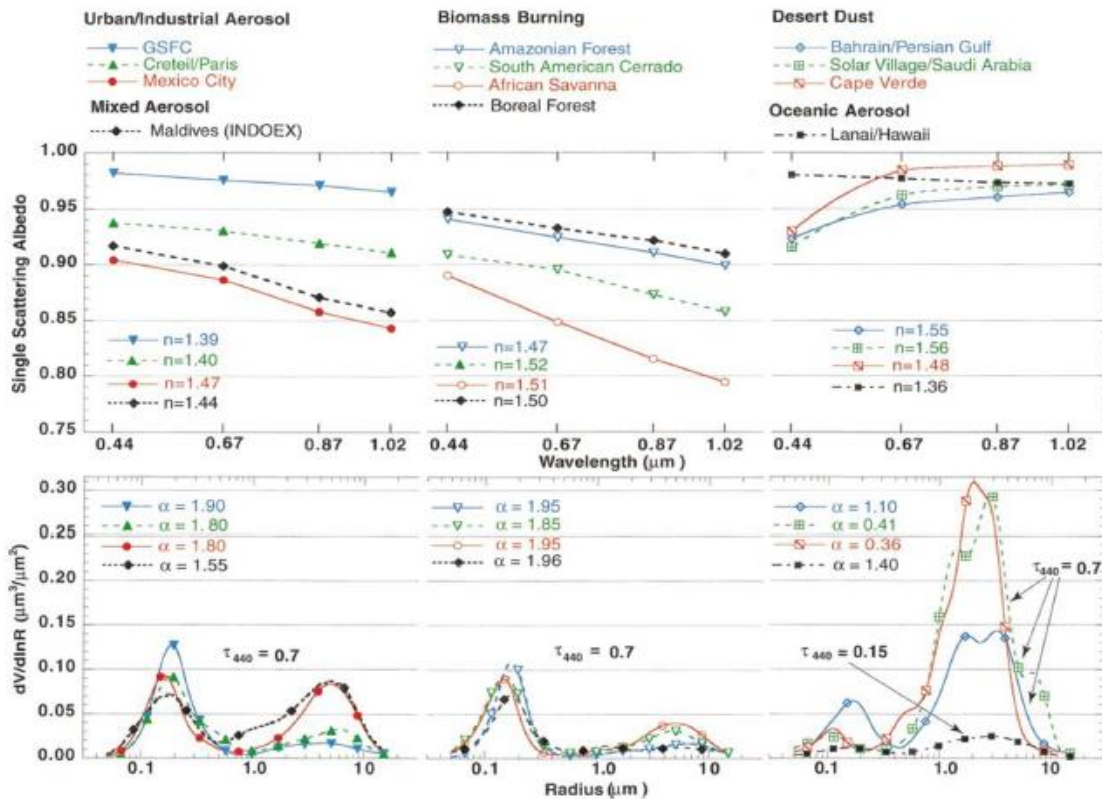 Urban/Industrial Aerosol
GSFC
Creteil/Paris
Mexico City
Mixed Aerosol
Maldives (INDOEX)
Biomass Burning
Amazonian Forest
South American Cerrado
African Savanna
Boreal Forest
Desert Dust
Bahrain/Persian Gulf
Solar Village/Saudi Arabia
Cape Verde
Oceanic Aerosol
Lanai/Hawaii
Single Scattering Albedo
1.00
0.95
0.90
0.85
0.80
0.75
n=1.39
n=1.40
n=1.47
n=1.44
n=1.47
n=1.52
n=1.51
n=1.50
n=1.55
n=1.56
n=1.48
n=1.36
0.44 0.67 0.87 1.02
0.44 0.67 0.87 1.02
0.44 0.67 0.87 1.02
Wavelength (μm )
dV/dlnR (μm³/μm²)
0.30
0.25
0.20
0.15
0.10
0.05
0.00
α = 1.90
α = 1. 80
α = 1.80
α = 1.55
τ440 = 0.7
α = 1.95
α = 1.85
α = 1.95
α = 1.96
τ440 = 0.7
α = 1.10
α = 0.41
α = 0.36
α = 1.40
τ440 = 0.7
τ440 = 0.15
0.1 1.0 10
0.1 1.0 10
0.1 1.0 10
Radius(μm)